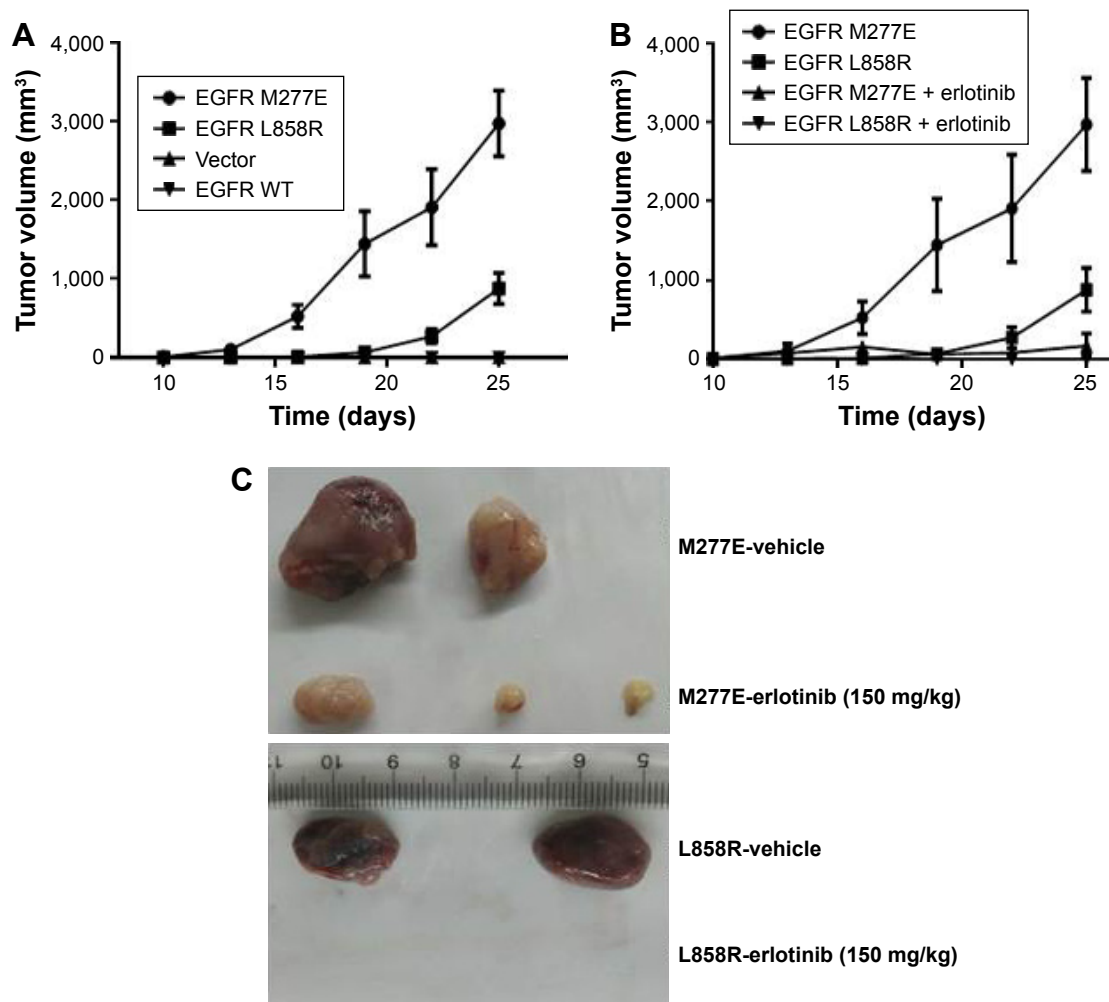 A
4,000
3,000
2,000
1,000
0
Tumor volume (mm³)
EGFR M277E
EGFR L858R
Vector
EGFR WT
10
15
20
25
Time (days)
B
4,000
3,000
2,000
1,000
0
Tumor volume (mm³)
EGFR M277E
EGFR L858R
EGFR M277E + erlotinib
EGFR L858R + erlotinib
10
15
20
25
Time (days)
C
M277E-vehicle
M277E-erlotinib (150 mg/kg)
10 9 8 7 6 5
L858R-vehicle
L858R-erlotinib (150 mg/kg)